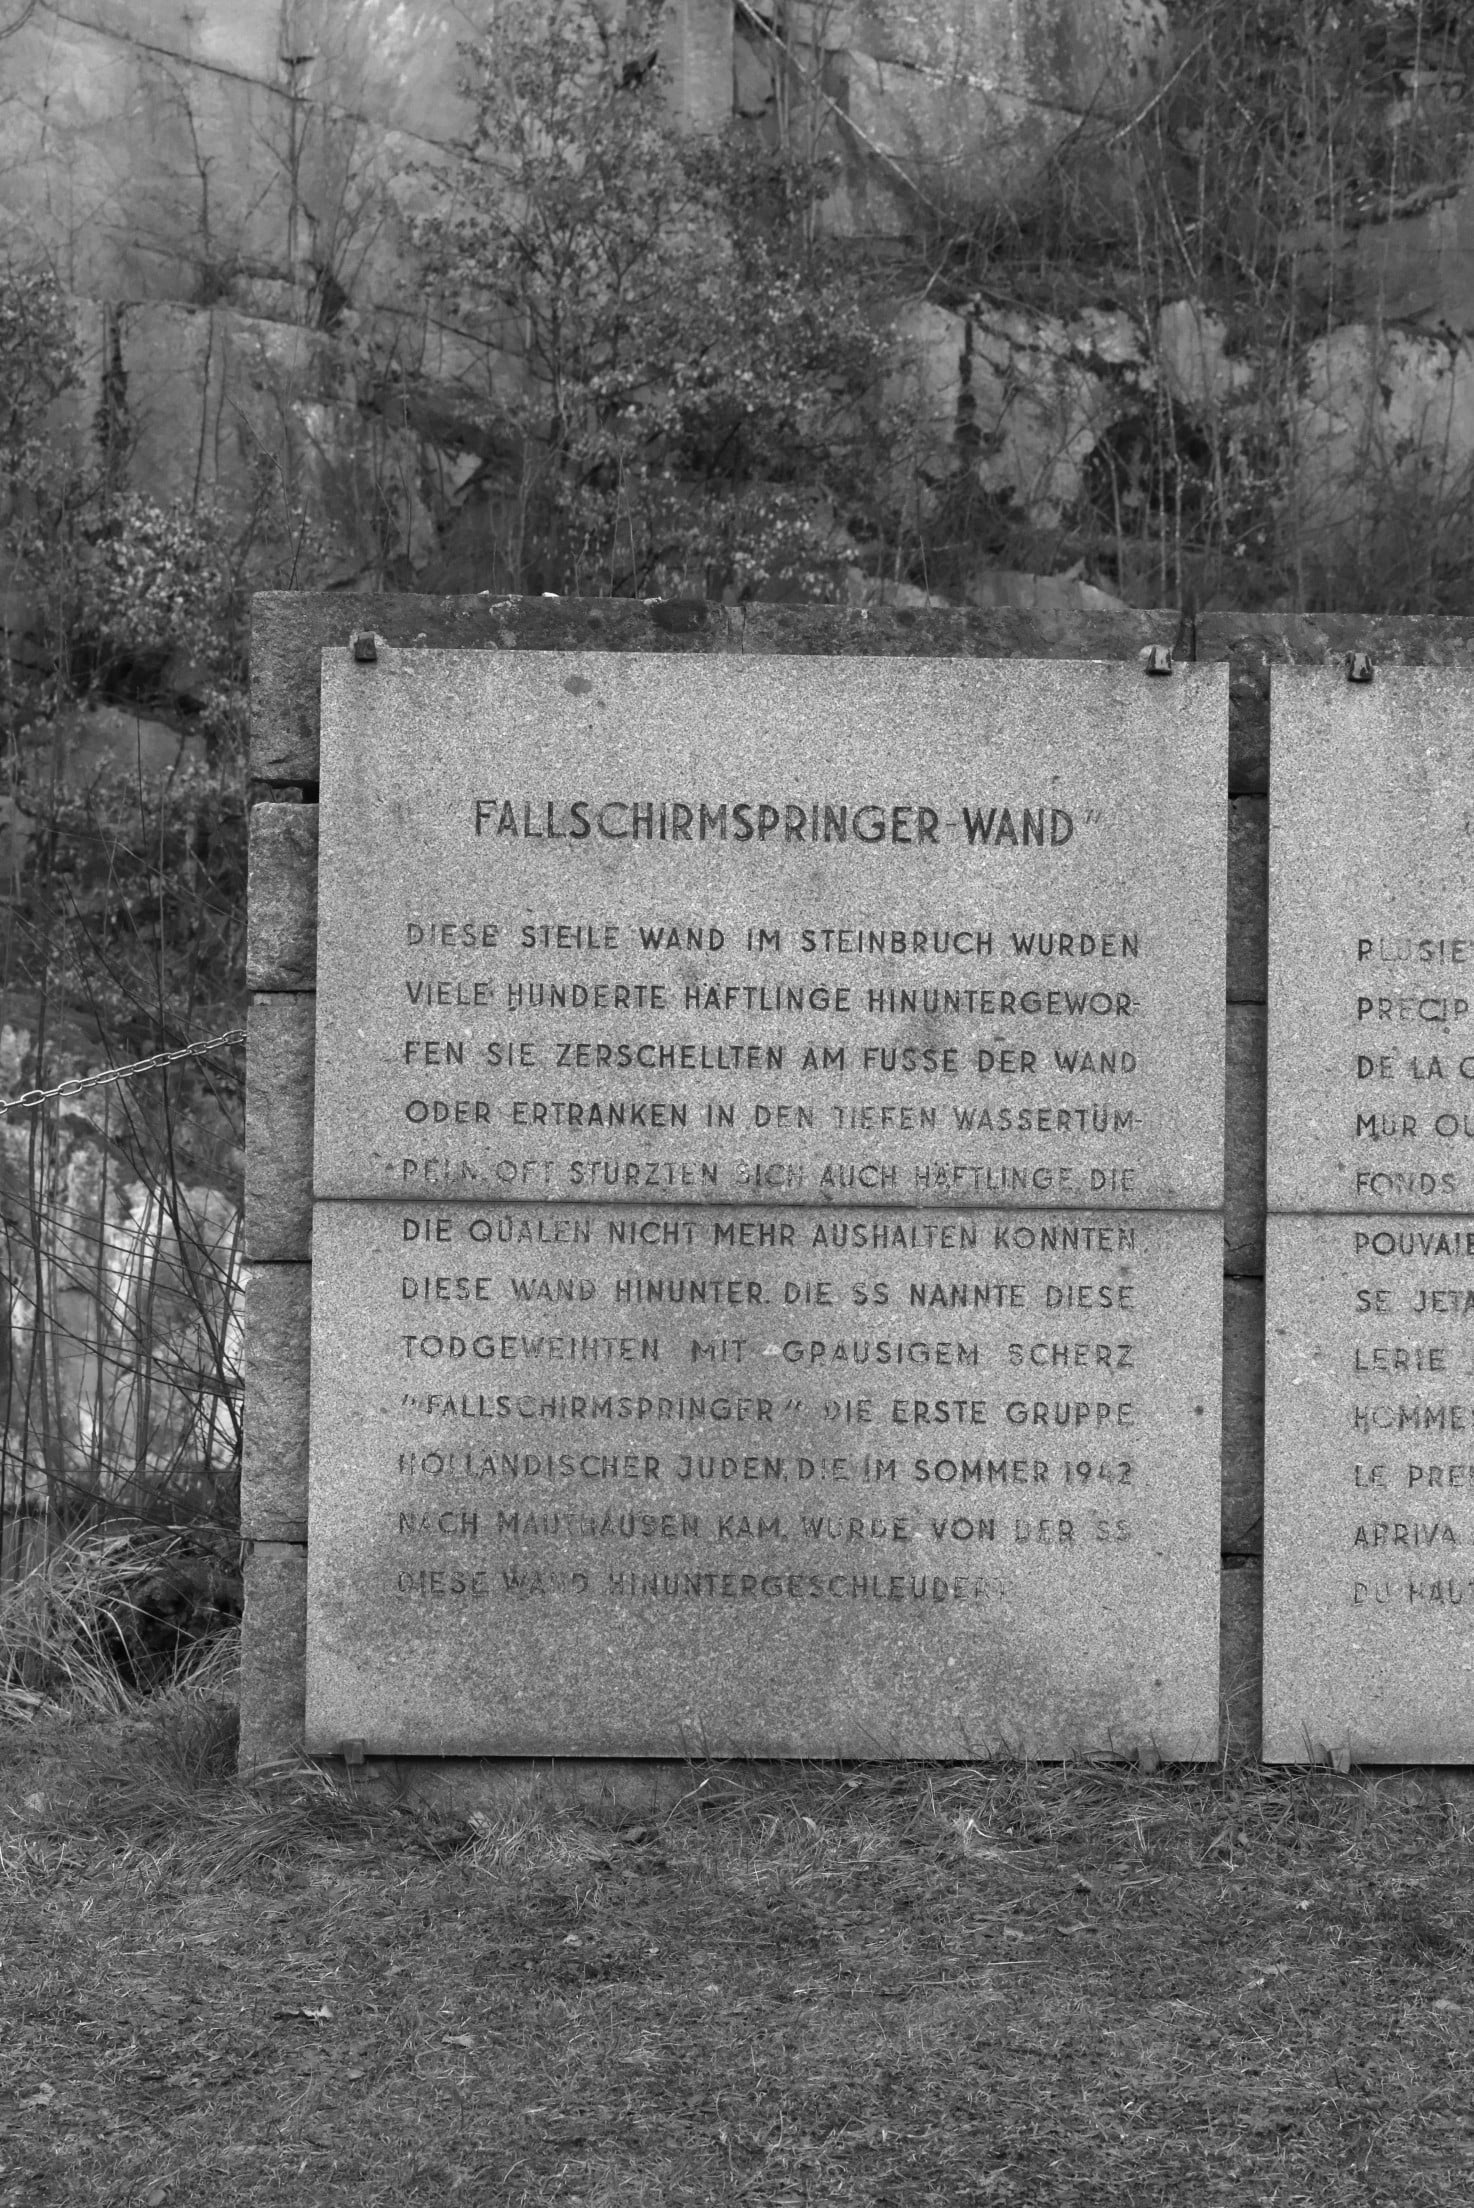 FALLSCHIRMSPRINGER-WAND"
DIESE STEILE WAND IM STEINBRUCH WURDEN
VIELE HUNDERTE HÄFTLINGE HINUNTERGEWOR-
FEN SIE ZERSCHELLTEN AM FUSSE DER WAND
ODER ERTRANKEN IN DEN TIEFEN WASSERTÜM-
PELN. OFT STÜRZTEN SICH AUCH HÄFTLINGE, DIE
DIE QUALEN NICHT MEHR AUSHALTEN KONNTEN,
DIESE WAND HINUNTER. DIE SS NANNTE DIESE
TODGEWEIHTEN MIT GRAUSIGEM SCHERZ
"FALLSCHIRMSPRINGER" DIE ERSTE GRUPPE
HOLLÄNDISCHER JUDEN, DIE IM SOMMER 1942
NACH MAUTHAUSEN KAM, WURDE VON DER SS
DIESE WAND HINUNTERGESCHLEUDERT
PLUSIE
PRECIP
DE LA C
MUR OU
FONDS
POUVAIE
SE JETA
LERIE
HOMME
LE PRE
ARRIVA
DU HAUT